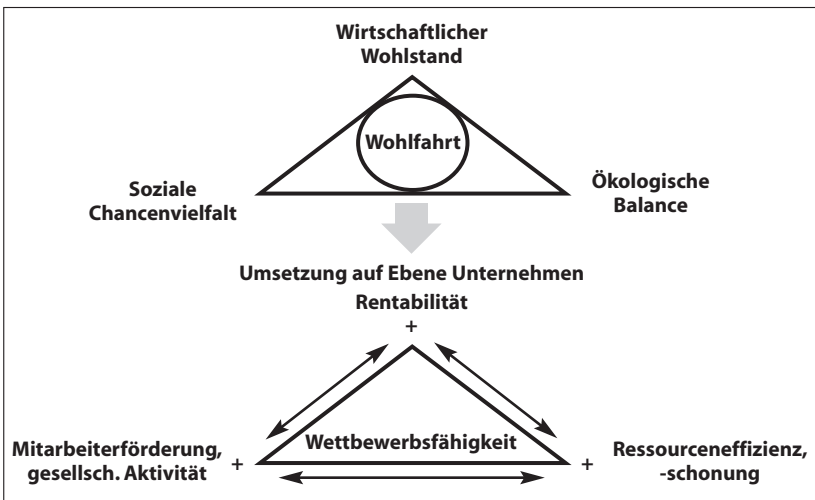 Wirtschaftlicher
Wohlstand
Wohlfahrt
Soziale
Chancenvielfalt
Ökologische
Balance
Umsetzung auf Ebene Unternehmen
Rentabilität
+
Wettbewerbsfähigkeit
Mitarbeiterförderung,
gesellsch. Aktivität +
+ Ressourceneffizienz,
-schonung